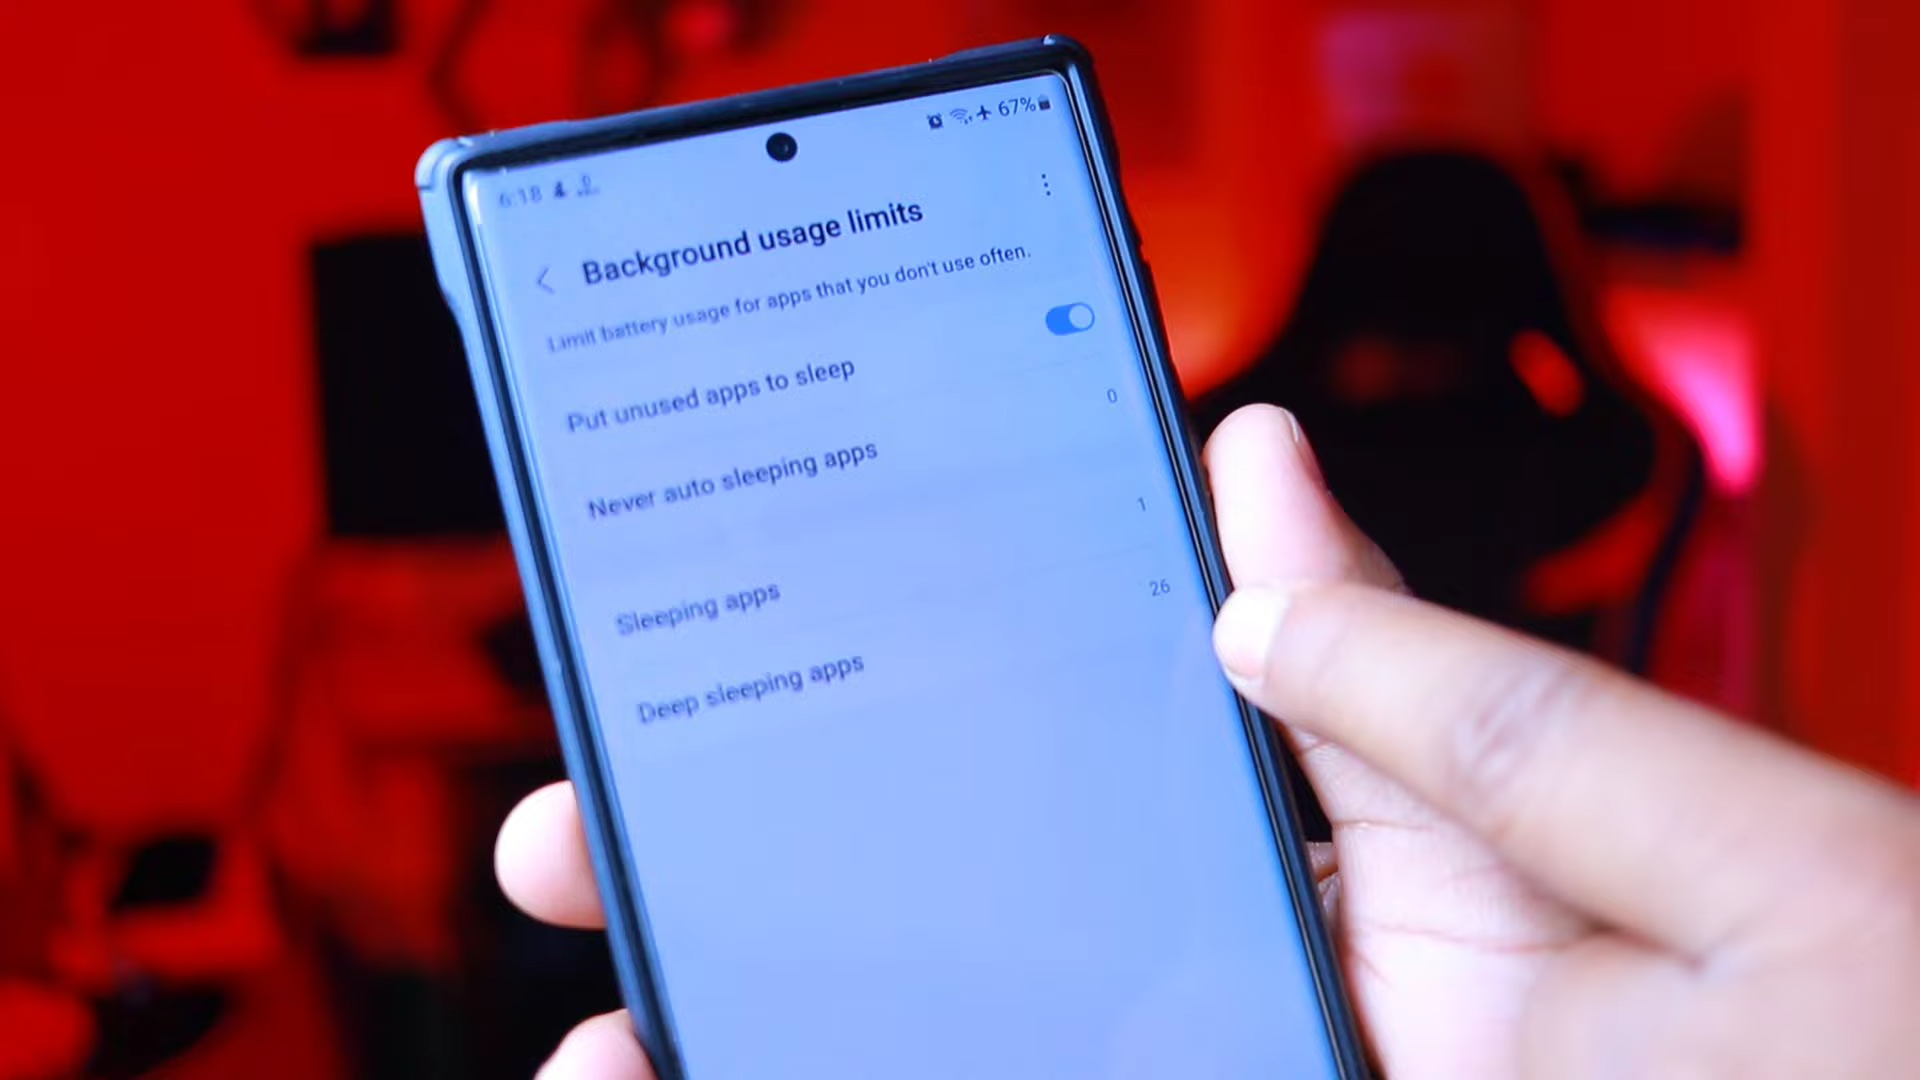 6:18
67%
Background usage limits
Limit battery usage for apps that you don't use often.
Put unused apps to sleep
Never auto sleeping apps
0
Sleeping apps
1
Deep sleeping apps
26